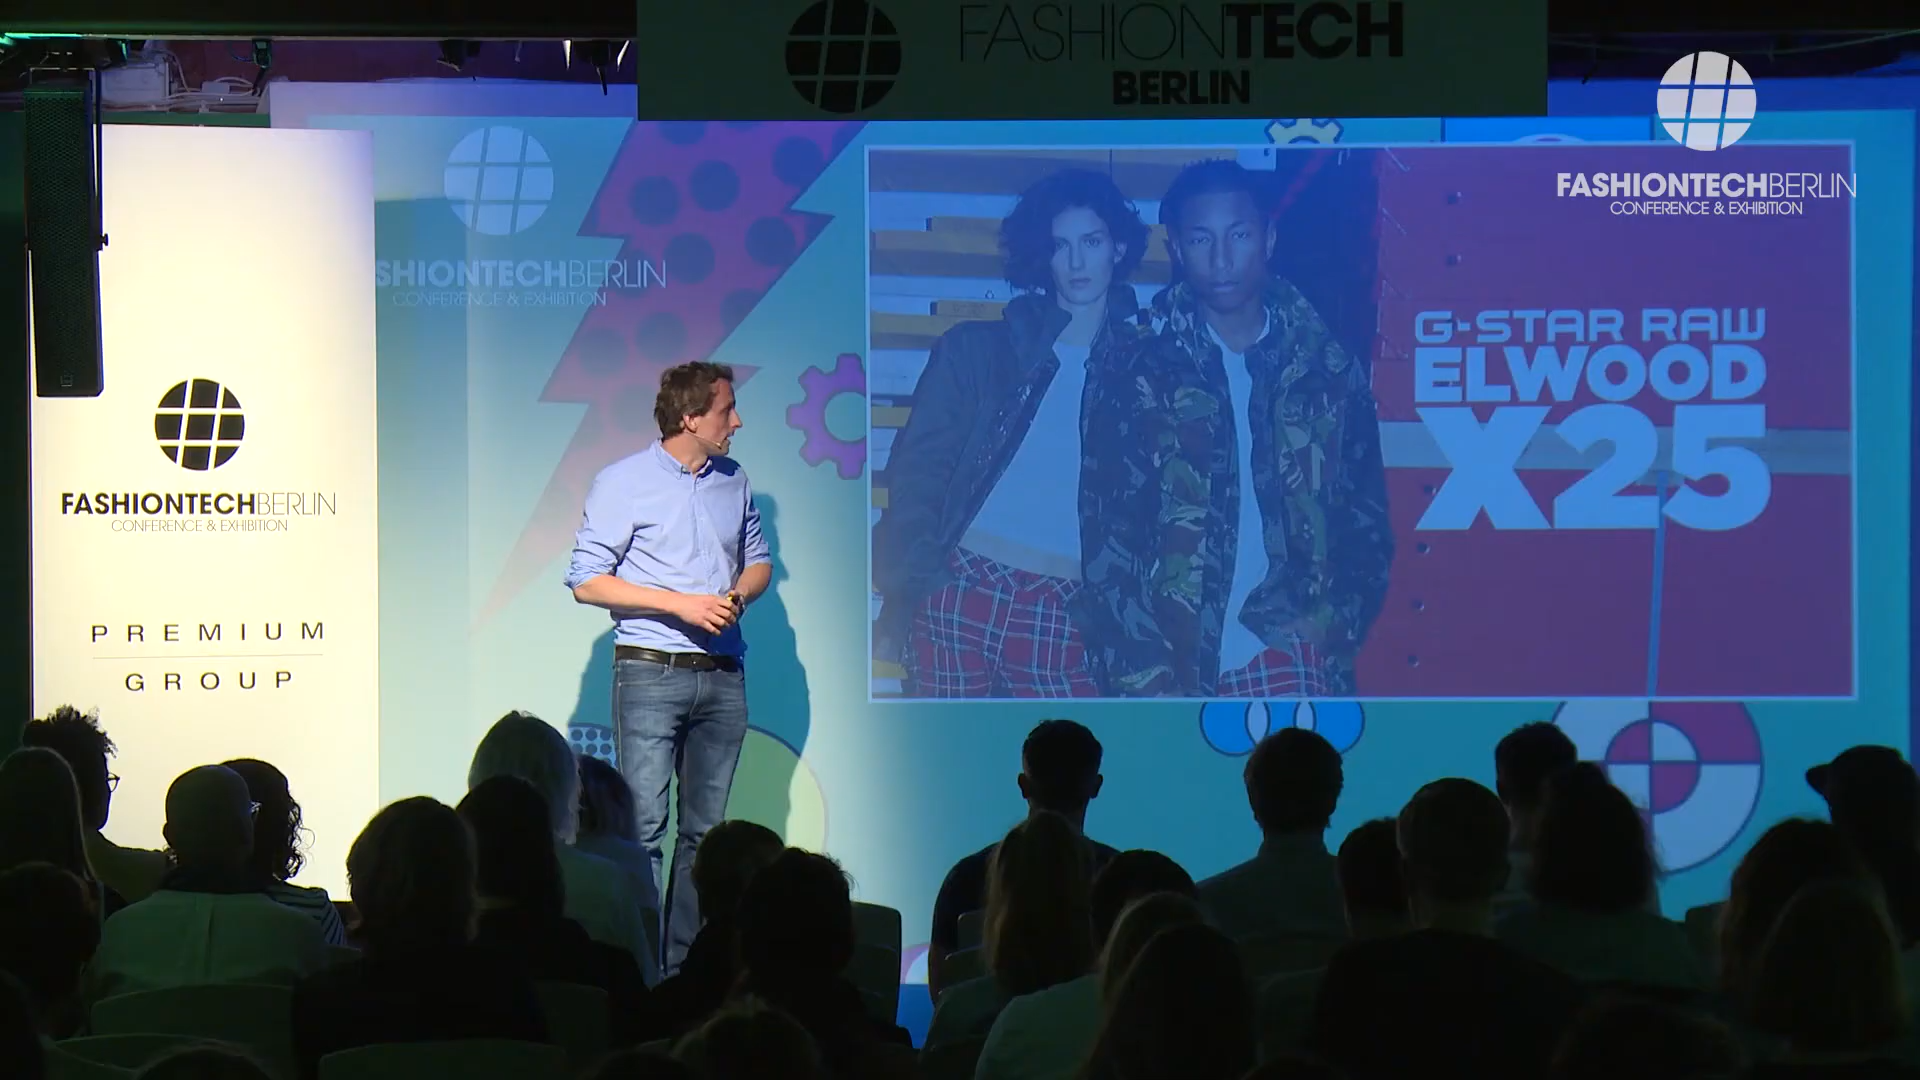 FASHIONTECH
BERLIN
FASHIONTECHBERLIN
CONFERENCE & EXHIBITION
SHIONTECHBERLIN
CONFERENCE & EXHIBITION
G-STAR RAW
ELWOOD
X25
FASHIONTECHBERLIN
CONFERENCE & EXHIBITION
PREMIUM
GROUP